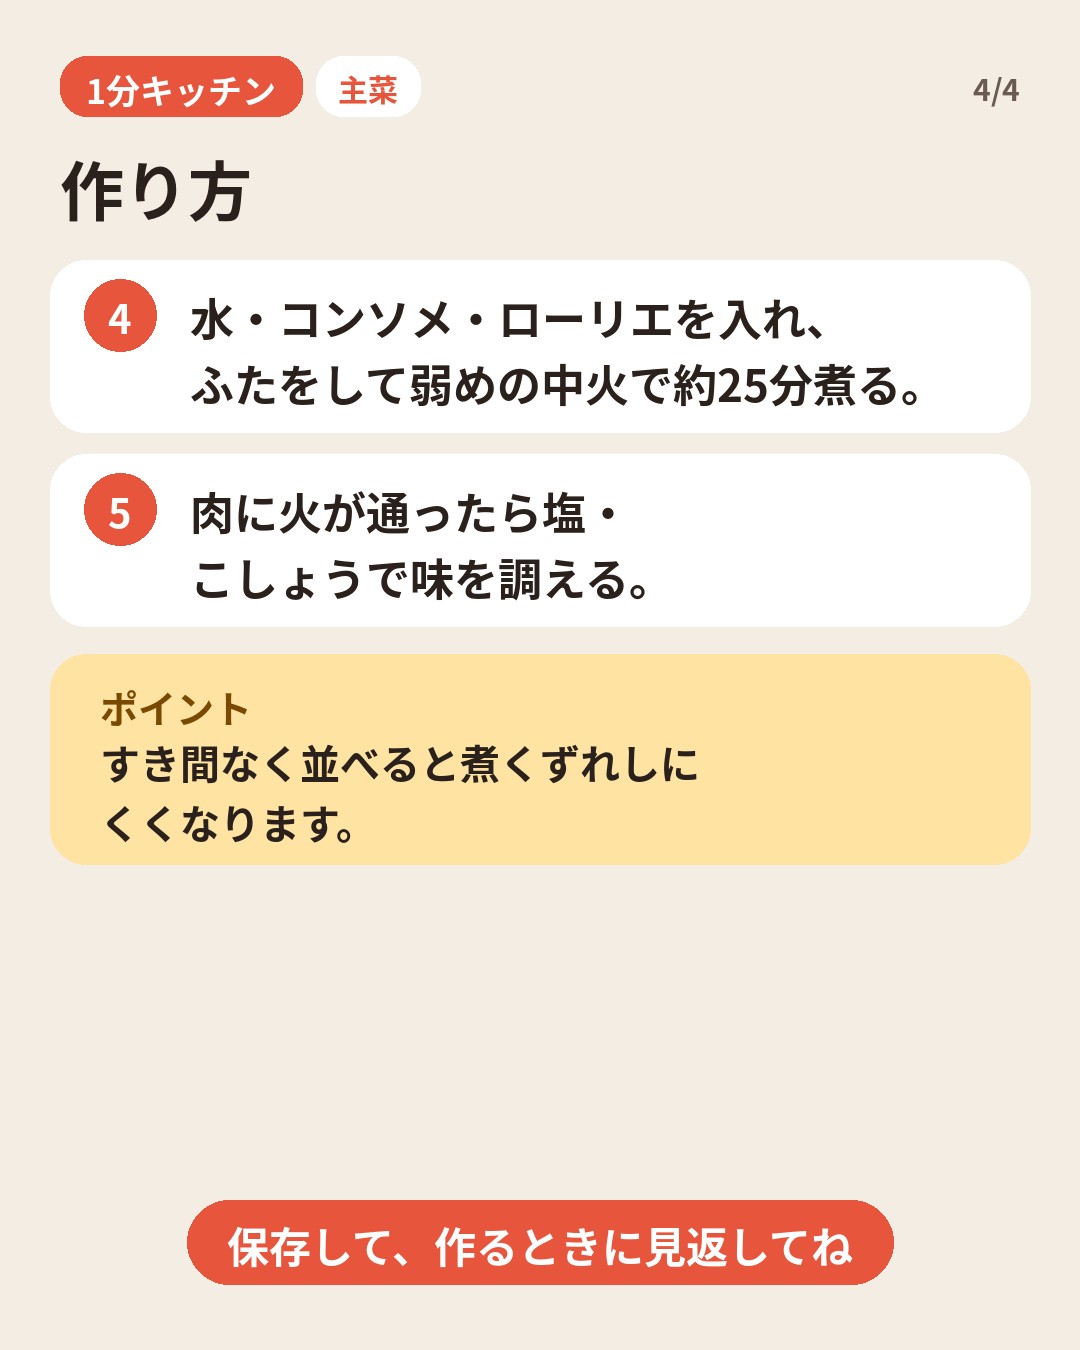 1分キッチン 主菜 4/4
作り方
4 水・コンソメ・ローリエを入れ、
ふたをして弱めの中火で約25分煮る。
5 肉に火が通ったら塩・
こしょうで味を調える。
ポイント
すき間なく並べると煮くずれしに
くくなります。
保存して、作るときに見返してね